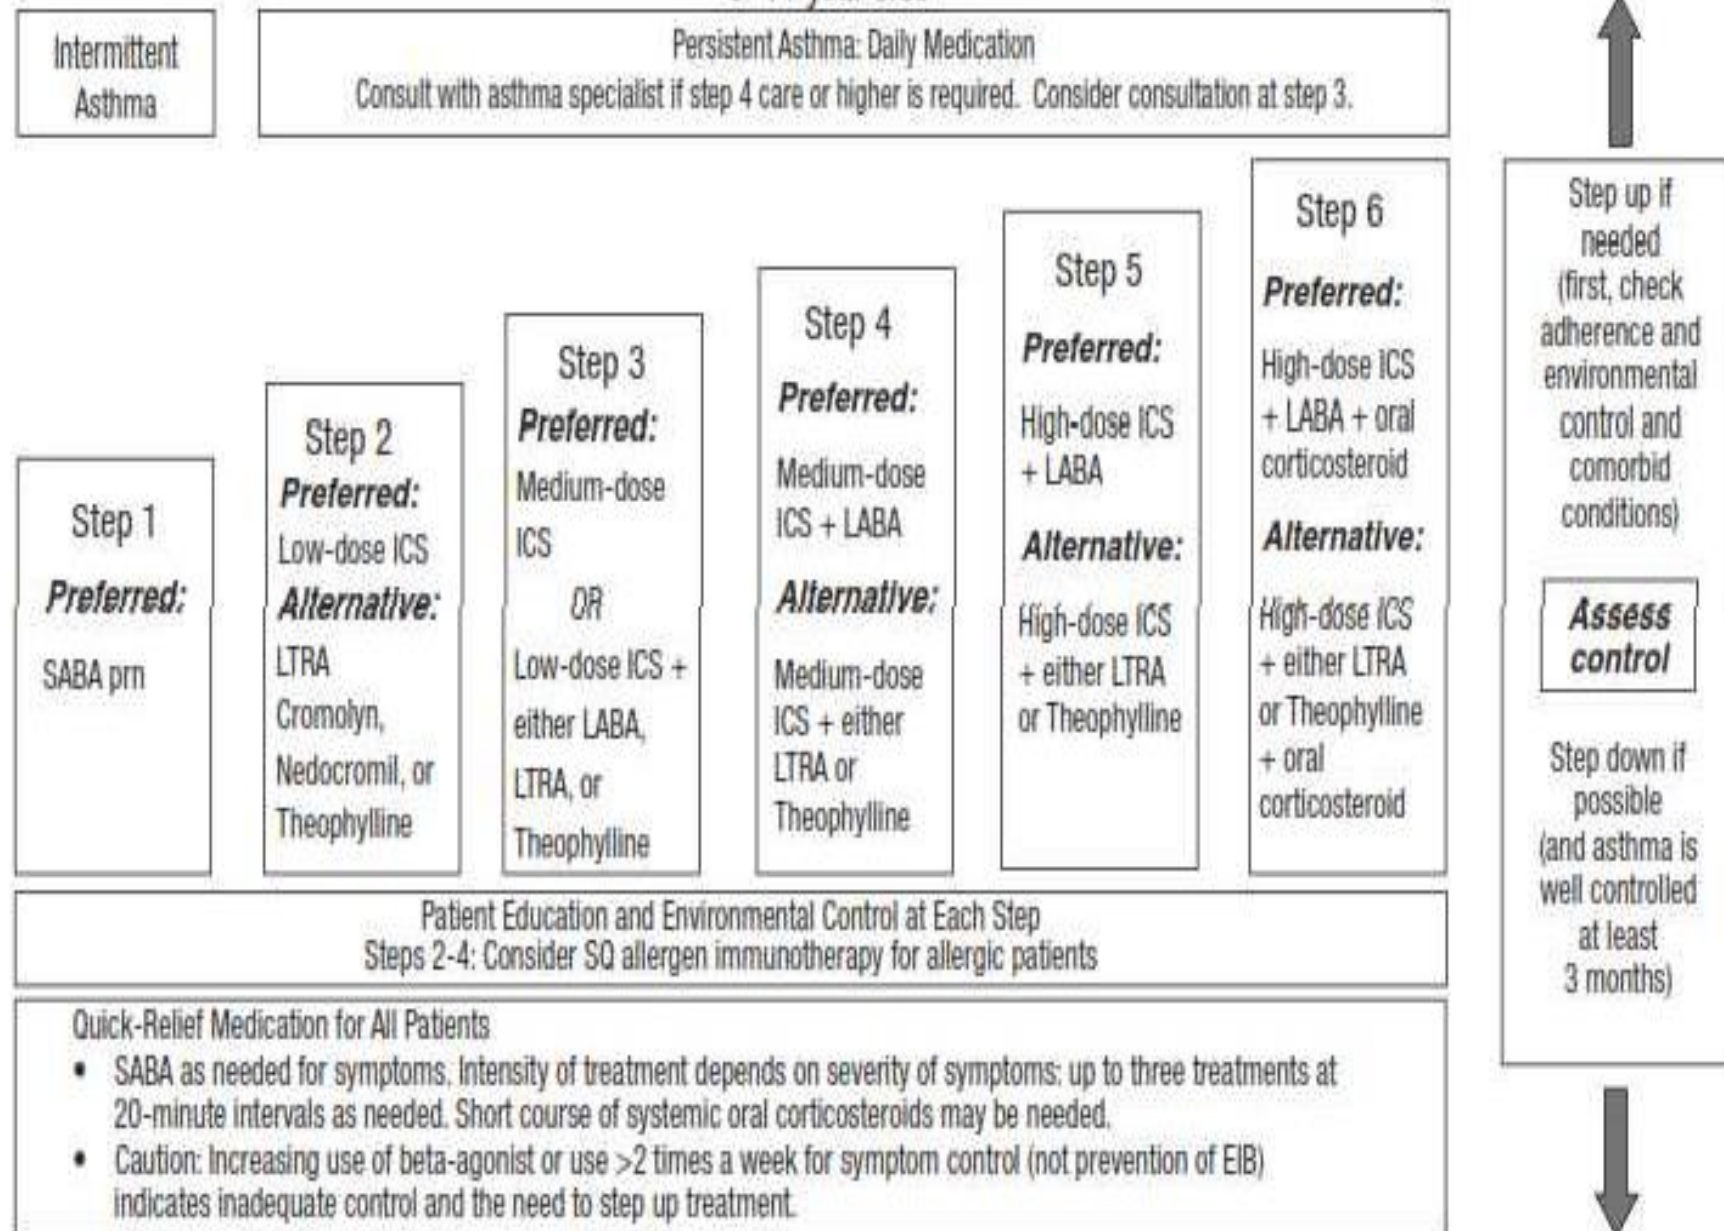 Intermittent
Asthma
Persistent Asthma: Daily Medication
Consult with asthma specialist if step 4 care or higher is required. Consider consultation at step 3.
Step 1
Preferred:
SABA prn
Step 2
Preferred:
Low-dose ICS
Alternative:
LTRA
Cromolyn,
Nedocromil, or
Theophylline
Step 3
Preferred:
Medium-dose
ICS
OR
Low-dose ICS +
either LABA,
LTRA, or
Theophylline
Step 4
Preferred:
Medium-dose
ICS + LABA
Alternative:
Medium-dose
ICS + either
LTRA or
Theophylline
Step 5
Preferred:
High-dose ICS
+ LABA
Alternative:
High-dose ICS
+ either LTRA
or Theophylline
Step 6
Preferred:
High-dose ICS
+ LABA + oral
corticosteroid
Alternative:
High-dose ICS
+ either LTRA
or Theophylline
+ oral
corticosteroid
Step up if
needed
(first, check
adherence and
environmental
control and
comorbid
conditions)
Assess
control
Step down if
possible
(and asthma is
well controlled
at least
3 months)
Patient Education and Environmental Control at Each Step
Steps 2-4: Consider SQ allergen immunotherapy for allergic patients
Quick-Relief Medication for All Patients
• SABA as needed for symptoms. Intensity of treatment depends on severity of symptoms: up to three treatments at
20-minute intervals as needed. Short course of systemic oral corticosteroids may be needed.
• Caution: Increasing use of beta-agonist or use >2 times a week for symptom control (not prevention of EIB)
indicates inadequate control and the need to step up treatment.